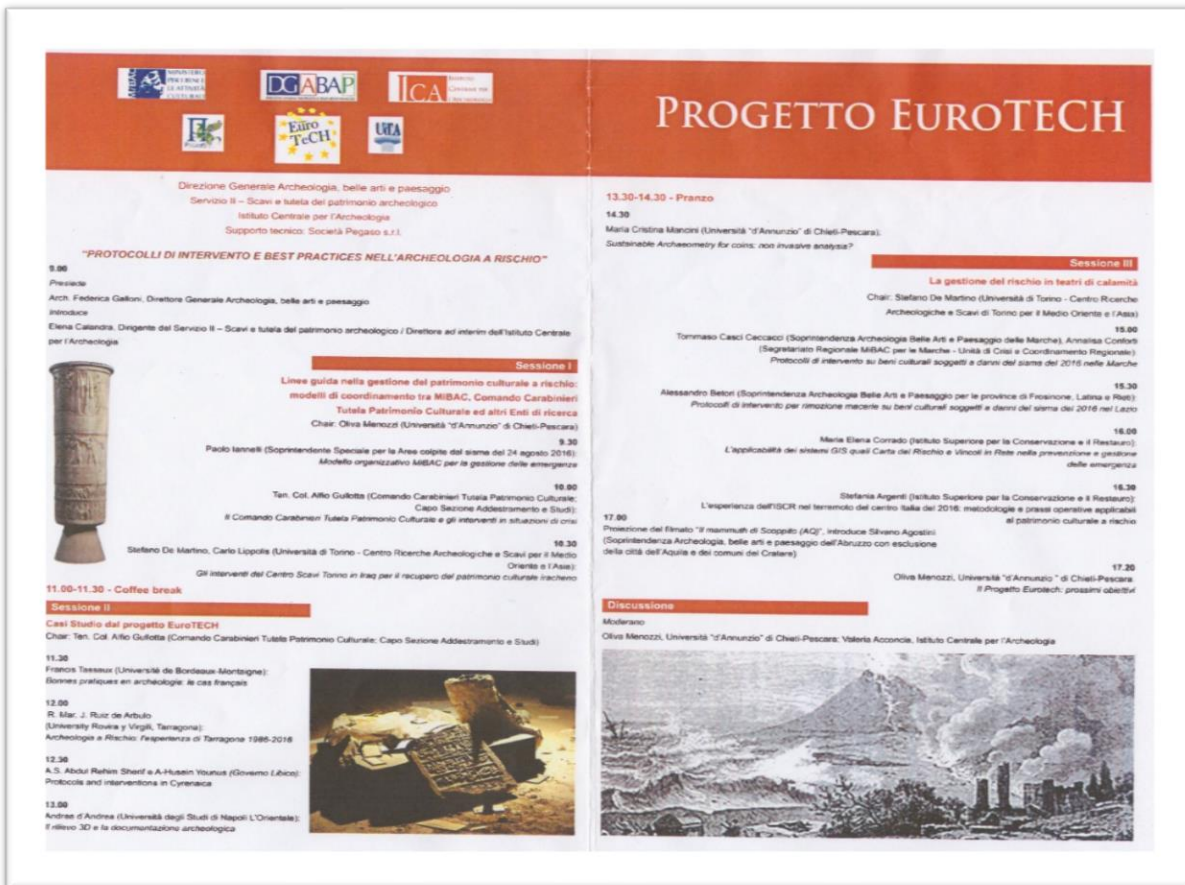 MiBAC
MINISTERO
PER I BENI E
LE ATTIVITÀ
CULTURALI
DGABAP
ICA
ISTITUTO
CENTRALE PER
L'ARCHEOLOGIA
Euro
TeCH
UdA
Direzione Generale Archeologia, belle arti e paesaggio
Servizio II – Scavi e tutela del patrimonio archeologico
Istituto Centrale per l'Archeologia
Supporto tecnico: Società Pegaso s.r.l.
"PROTOCOLLI DI INTERVENTO E BEST PRACTICES NELL'ARCHEOLOGIA A RISCHIO"
9.00
Presiede
Arch. Federica Galloni, Direttore Generale Archeologia, belle arti e paesaggio
Introduce
Elena Calandra, Dirigente del Servizio II – Scavi e tutela del patrimonio archeologico / Direttore ad interim dell'Istituto Centrale
per l'Archeologia
Sessione I
Linee guida nella gestione del patrimonio culturale a rischio:
modelli di coordinamento tra MiBAC, Comando Carabinieri
Tutela Patrimonio Culturale ed altri Enti di ricerca
Chair: Oliva Menozzi (Università "d'Annunzio" di Chieti-Pescara)
9.30
Paolo Iannelli (Soprintendente Speciale per la Aree colpite del sisma del 24 agosto 2016):
Modello organizzativo MiBAC per la gestione delle emergenze
10.00
Ten. Col. Alfio Gullotta (Comando Carabinieri Tutela Patrimonio Culturale;
Capo Sezione Addestramento e Studi):
Il Comando Carabinieri Tutela Patrimonio Culturale e gli interventi in situazioni di crisi
10.30
Stefano De Martino, Carlo Lippolis (Università di Torino - Centro Ricerche Archeologiche e Scavi per il Medio
Oriente e l'Asia):
Gli interventi del Centro Scavi Torino in Iraq per il recupero del patrimonio culturale iracheno
11.00-11.30 - Coffee break
Sessione II
Casi Studio dal progetto EuroTECH
Chair: Ten. Col. Alfio Gullotta (Comando Carabinieri Tutela Patrimonio Culturale; Capo Sezione Addestramento e Studi)
11.30
Francis Tassaux (Université de Bordeaux-Montaigne):
Bonnes pratiques en archéologie: le cas français
12.00
R. Mar, J. Ruiz de Arbulo
(University Rovira y Virgili, Tarragona):
Archeologia a Rischio: l'esperienza di Tarragona 1986-2016
12.30
A.S. Abdul Rehim Sherif e A-Husein Younus (Governo Libico):
Protocols and interventions in Cyrenaica
13.00
Andrea d'Andrea (Università degli Studi di Napoli L'Orientale):
Il rilievo 3D e la documentazione archeologica
PROGETTO EUROTECH
13.30-14.30 - Pranzo
14.30
Maria Cristina Mancini (Università "d'Annunzio" di Chieti-Pescara):
Sustainable Archaeometry for coins: non invasive analysis?
Sessione III
La gestione del rischio in teatri di calamità
Chair: Stefano De Martino (Università di Torino - Centro Ricerche
Archeologiche e Scavi di Torino per il Medio Oriente e l'Asia)
15.00
Tommaso Casci Ceccacci (Soprintendenza Archeologia Belle Arti e Paesaggio delle Marche), Annalisa Conforti
(Segretariato Regionale MiBAC per le Marche - Unità di Crisi e Coordinamento Regionale):
Protocolli di intervento su beni culturali soggetti a danni del sisma del 2016 nelle Marche
15.30
Alessandro Betori (Soprintendenza Archeologia Belle Arti e Paesaggio per le province di Frosinone, Latina e Rieti):
Protocolli di intervento per rimozione macerie su beni culturali soggetti a danni del sisma del 2016 nel Lazio
16.00
Maria Elena Corrado (Istituto Superiore per la Conservazione e il Restauro):
L'applicabilità dei sistemi GIS quali Carta del Rischio e Vincoli in Rete nella prevenzione e gestione
delle emergenza
16.30
Stefania Argenti (Istituto Superiore per la Conservazione e il Restauro):
L'esperienza dell'ISCR nel terremoto del centro Italia del 2016: metodologie e prassi operative applicabili
al patrimonio culturale a rischio
17.00
Proiezione del filmato "Il mammuth di Scoppito (AQ)", introduce Silvano Agostini
(Soprintendenza Archeologia, belle arti e paesaggio dell'Abruzzo con esclusione
della città dell'Aquila e dei comuni del Cratere)
17.20
Oliva Menozzi, Università "d'Annunzio " di Chieti-Pescara
Il Progetto Eurotech: prossimi obiettivi
Discussione
Moderano
Oliva Menozzi, Università "d'Annunzio" di Chieti-Pescara; Valeria Acconcia, Istituto Centrale per l'Archeologia